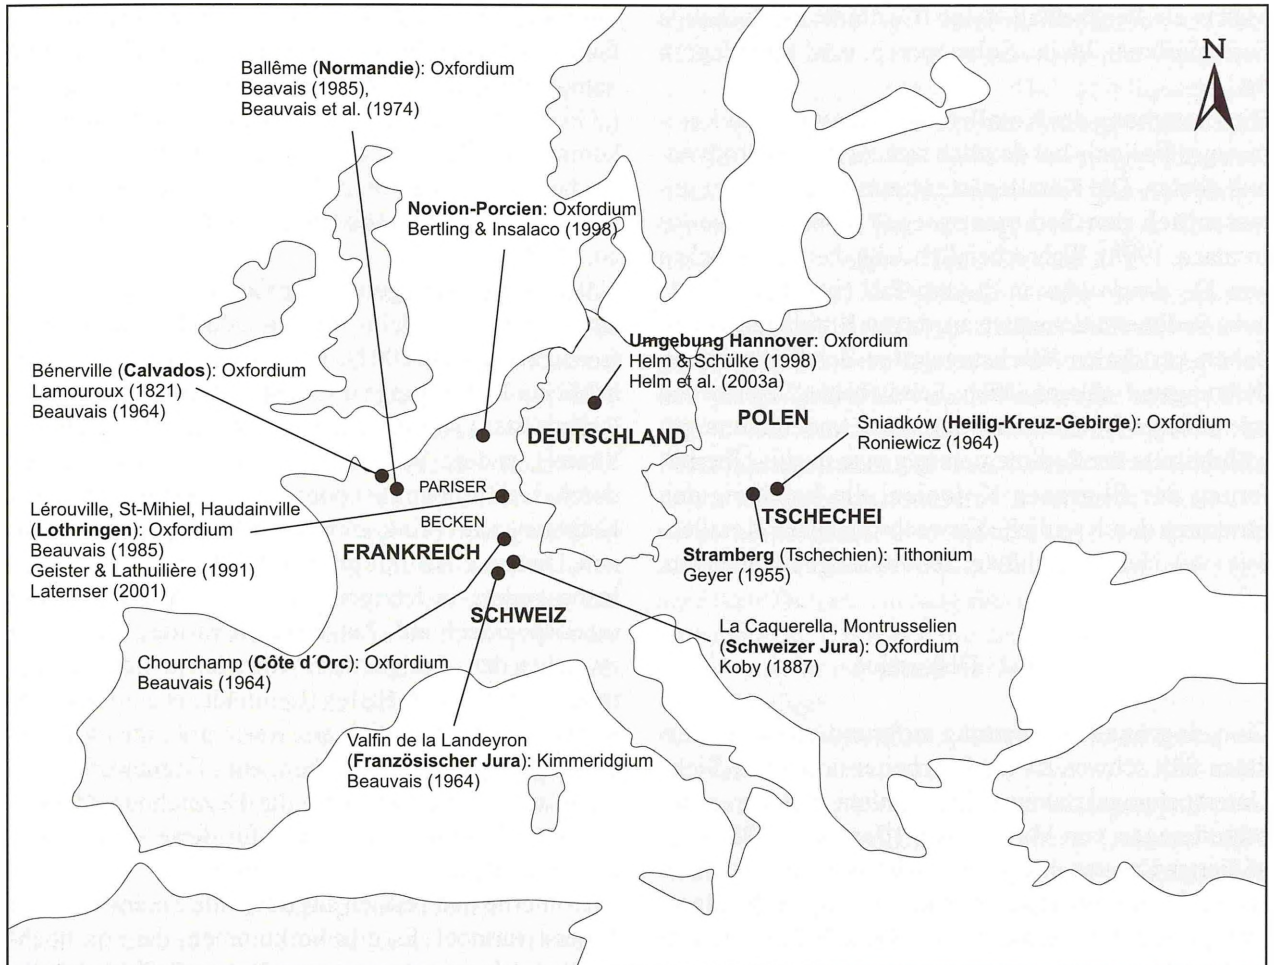 N
Ballême (Normandie): Oxfordium
Beavais (1985),
Beauvais et al. (1974)
Novion-Porcien: Oxfordium
Bertling & Insalaco (1998)
Umgebung Hannover: Oxfordium
Helm & Schülke (1998)
Helm et al. (2003a)
Bénerville (Calvados): Oxfordium
Lamouroux (1821)
Beauvais (1964)
POLEN
DEUTSCHLAND
Sniadków (Heilig-Kreuz-Gebirge): Oxfordium
Roniewicz (1964)
PARISER
BECKEN
Lérouville, St-Mihiel, Haudainville
(Lothringen): Oxfordium
Beauvais (1985)
Geister & Lathuilière (1991)
Laternser (2001)
TSCHECHEI
FRANKREICH
Stramberg (Tschechien): Tithonium
Geyer (1955)
SCHWEIZ
La Caquerella, Montrusselien
(Schweizer Jura): Oxfordium
Koby (1887)
Chourchamp (Côte d´Orc): Oxfordium
Beauvais (1964)
Valfin de la Landeyron
(Französischer Jura): Kimmeridgium
Beauvais (1964)